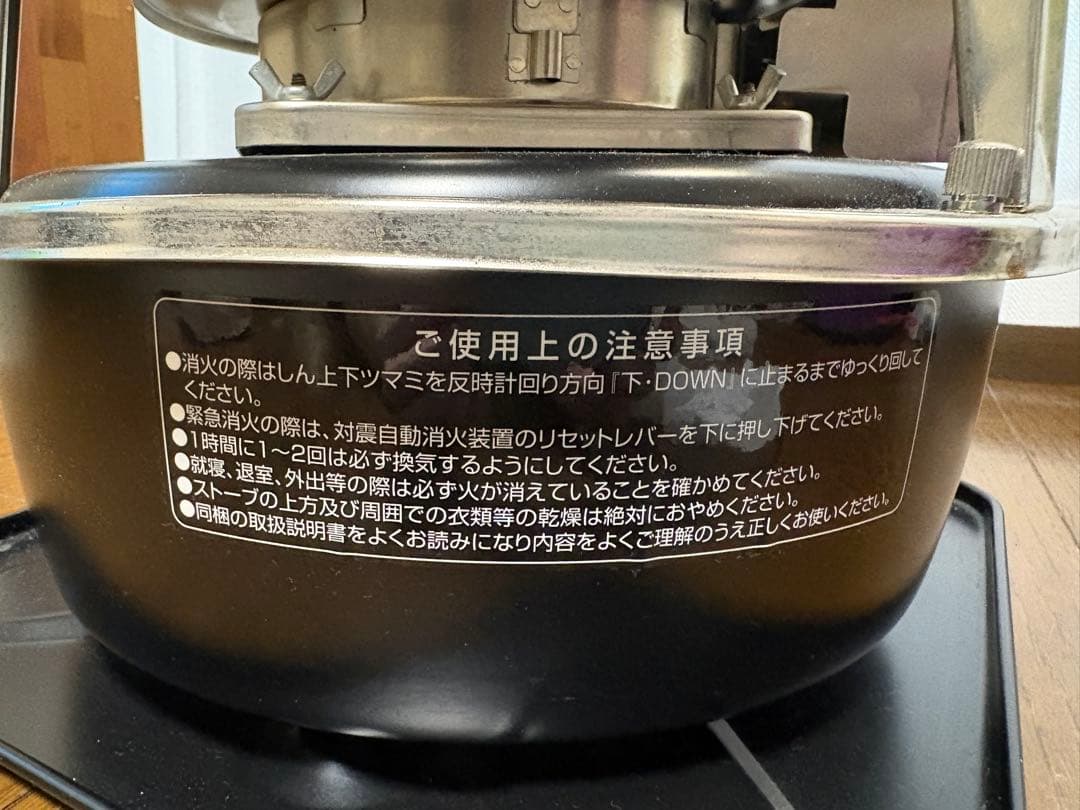 ご使用上の注意事項
●消火の際はしん上下ツマミを反時計回り方向『下・DOWN』に止まるまでゆっくり回して
ください。
●緊急消火の際は、対震自動消火装置のリセットレバーを下に押し下げてください。
●1時間に1～2回は必ず換気するようにしてください。
●就寝、退室、外出等の際は必ず火が消えていることを確かめてください。
●ストーブの上方及び周囲での衣類等の乾燥は絶対におやめください。
●同梱の取扱説明書をよくお読みになり内容をよくご理解のうえ正しくお使いください。